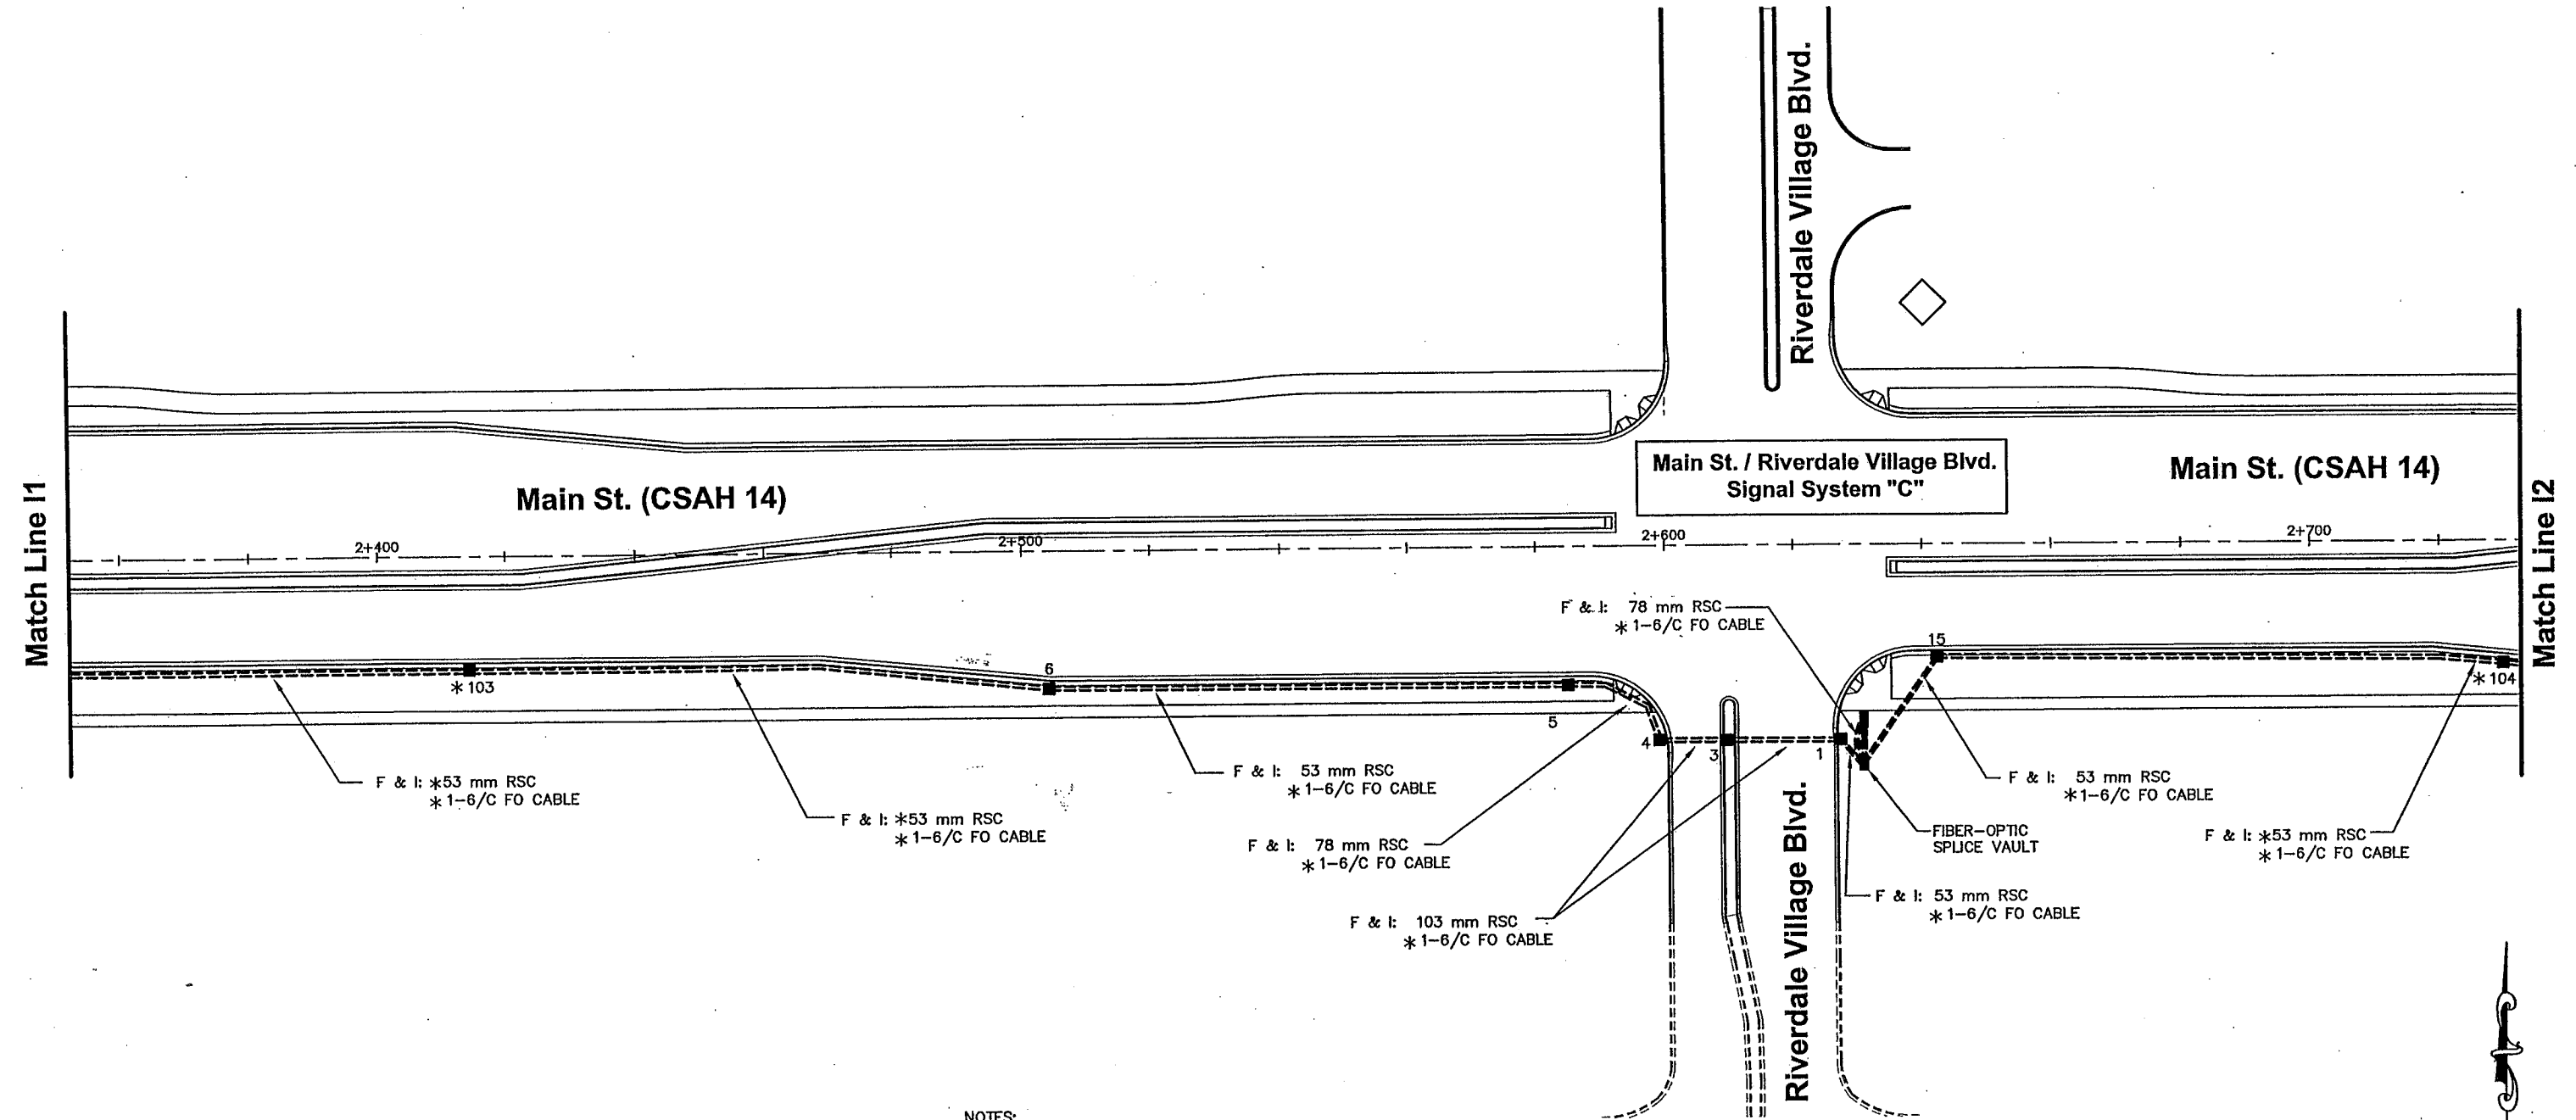 Riverdale Village Blvd.
Main St. / Riverdale Village Blvd.
Signal System "C"
Main St. (CSAH 14)
Main St. (CSAH 14)
Match Line I1
Match Line I2
2+400
2+500
2+600
2+700
F & I: 78 mm RSC
* 1-6/C FO CABLE
15
6
* 103
* 104
5
4
3
1
F & I: *53 mm RSC
* 1-6/C FO CABLE
F & I: *53 mm RSC
* 1-6/C FO CABLE
F & I: 53 mm RSC
* 1-6/C FO CABLE
F & I: 78 mm RSC
* 1-6/C FO CABLE
F & I: 103 mm RSC
* 1-6/C FO CABLE
F & I: 53 mm RSC
* 1-6/C FO CABLE
FIBER-OPTIC
SPLICE VAULT
F & I: *53 mm RSC
* 1-6/C FO CABLE
F & I: 53 mm RSC
* 1-6/C FO CABLE
Riverdale Village Blvd.
NOTES: